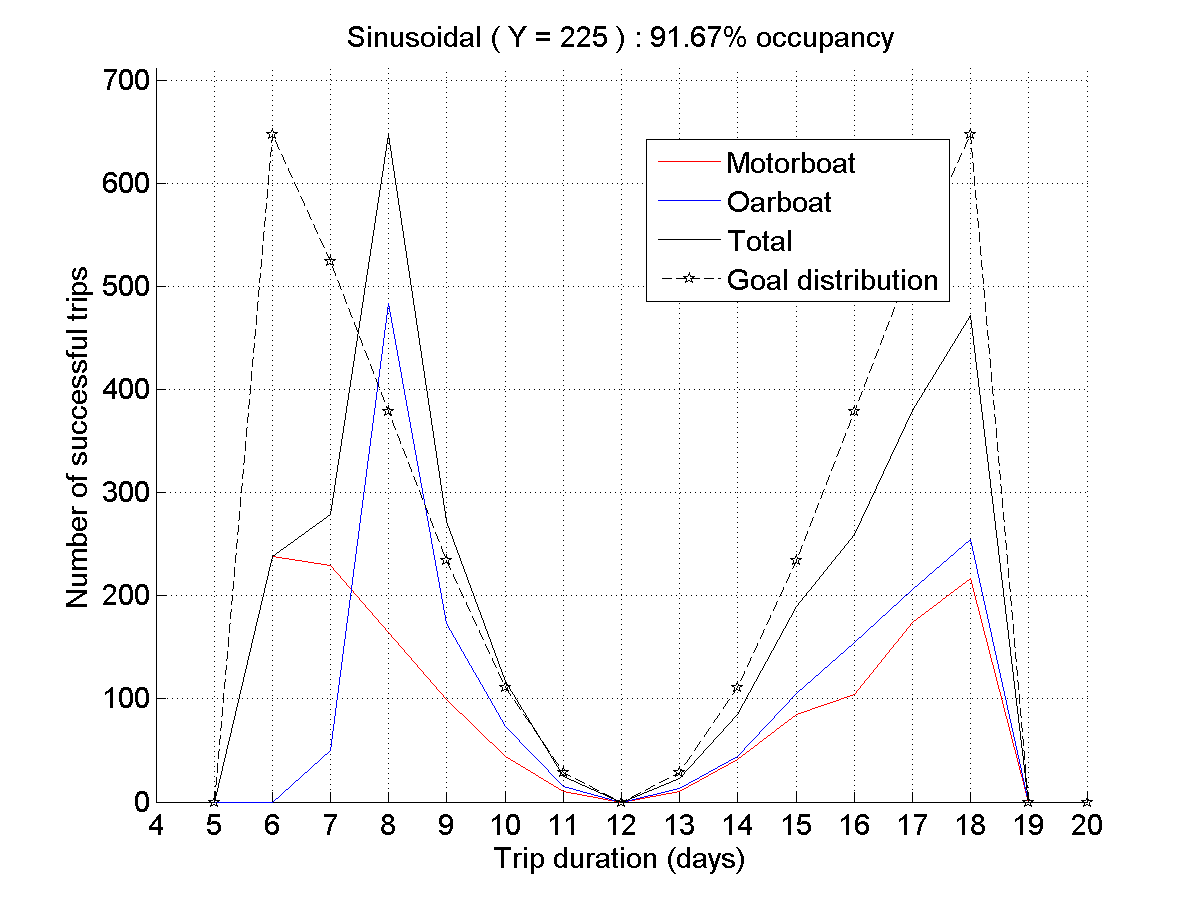 Sinusoidal ( Y = 225 ) : 91.67% occupancy
700
600
500
400
300
200
100
0
Number of successful trips
Motorboat
Oarboat
Total
Goal distribution
4 5 6 7 8 9 10 11 12 13 14 15 16 17 18 19 20
Trip duration (days)